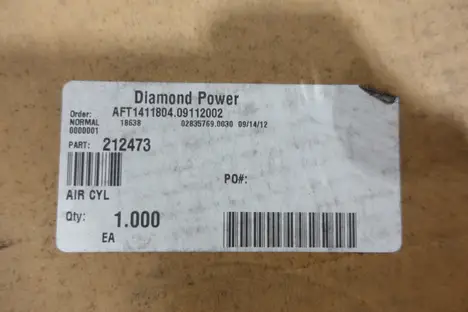 Diamond Power
Order: AFT1411804.09112002
NORMAL 18638 02835769.0030 09/14/12
0000001
PART: 212473
PO#:
AIR CYL
Qty: 1.000
EA